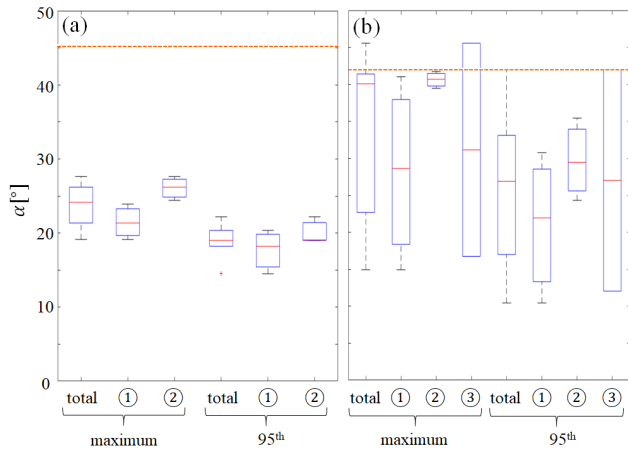 50
45
40
30
20
10
0
α[°]
(a)
(b)
total ① ② total ① ②
maximum 95th
total ① ② ③ total ① ② ③
maximum 95th